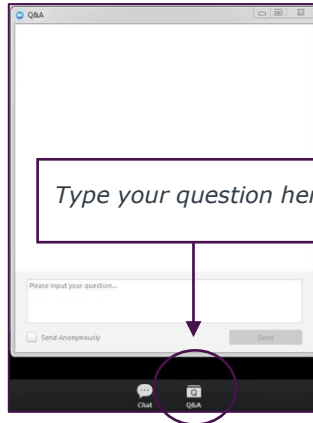 Q&A
Type your question her
Please input your question...
Send Anonymously
Send
Chat
Q&A